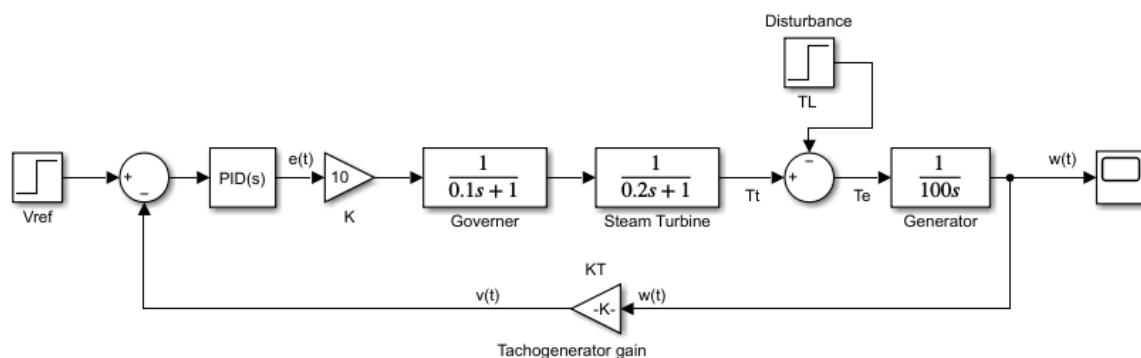 Disturbance
TL
Vref
+
−
PID(s)
e(t)
10
K
1
0.1s + 1
Governer
1
0.2s + 1
Steam Turbine
Tt
−
+
Te
1
100s
Generator
w(t)
KT
v(t)
-K-
w(t)
Tachogenerator gain